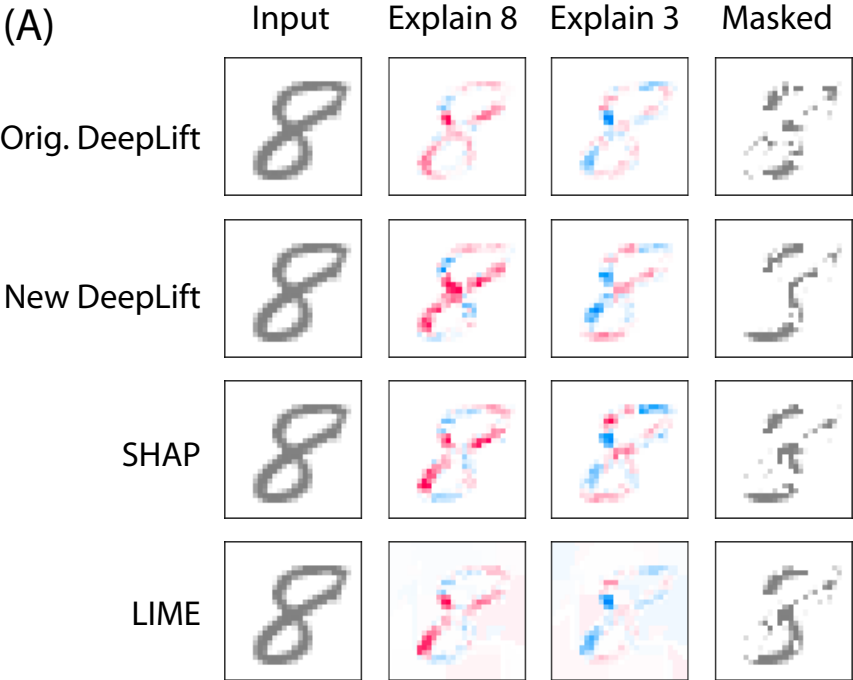 (A) Input Explain 8 Explain 3 Masked
Orig. DeepLift
New DeepLift
SHAP
LIME